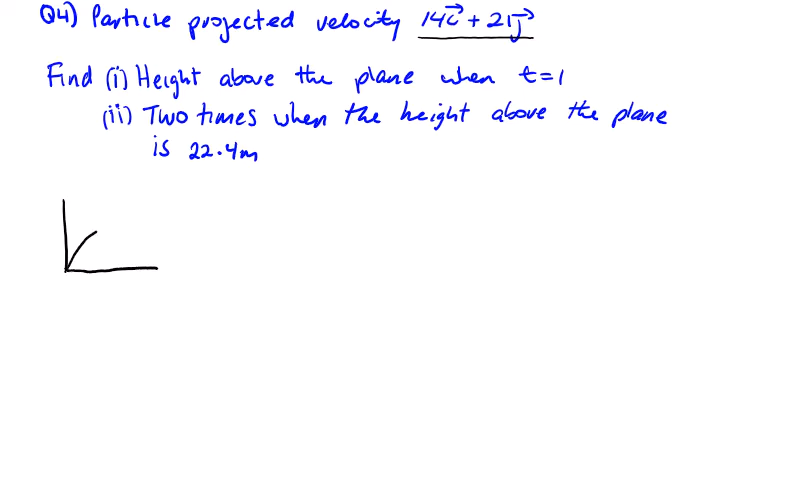 Q4) Particle projected velocity 14i⃗ + 21j⃗
Find (i) Height above the plane when t=1
(ii) Two times when the height above the plane
is 22.4m